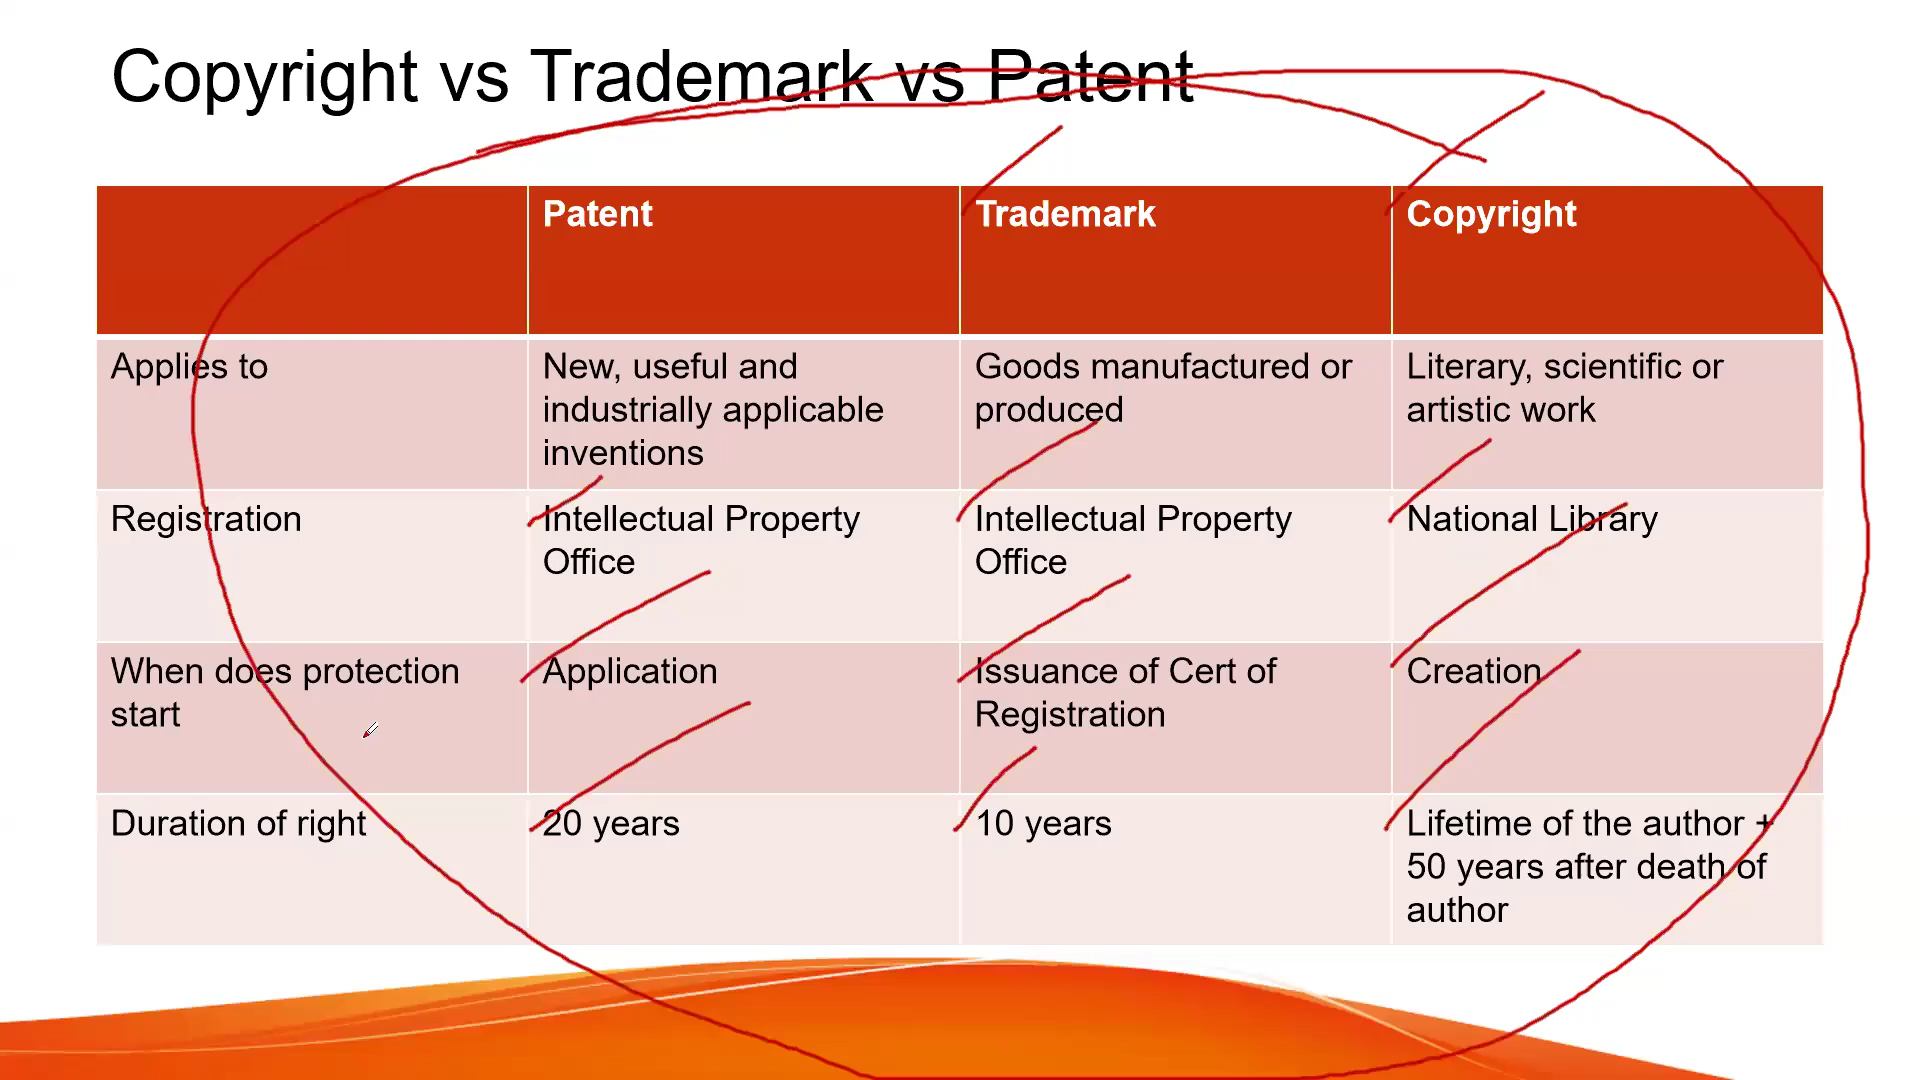 Copyright vs Trademark vs Patent
Patent
Trademark
Copyright
Applies to
New, useful and
industrially applicable
inventions
Goods manufactured or
produced
Literary, scientific or
artistic work
Registration
Intellectual Property
Office
Intellectual Property
Office
National Library
When does protection
start
Application
Issuance of Cert of
Registration
Creation
Duration of right
20 years
10 years
Lifetime of the author +
50 years after death of
author